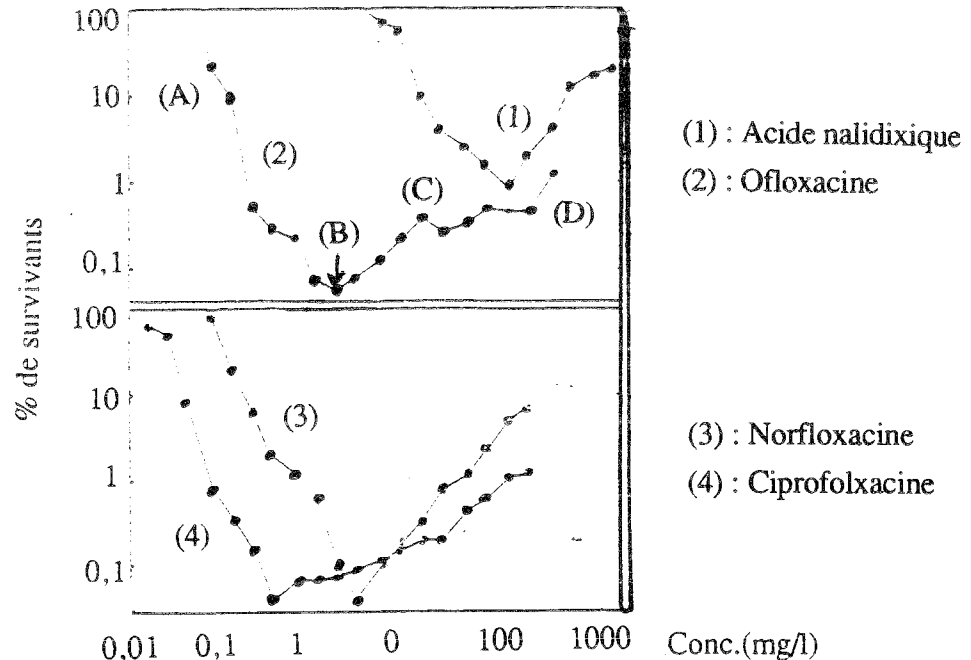 100
10
1
0,1
(A)
(2)
(B)
(C)
(1)
(D)
(1) : Acide nalidixique
(2) : Ofloxacine
% de survivants
100
10
1
0,1
(3)
(4)
(3) : Norfloxacine
(4) : Ciprofolxacine
0,01 0,1 1 0 100 1000 Conc.(mg/l)